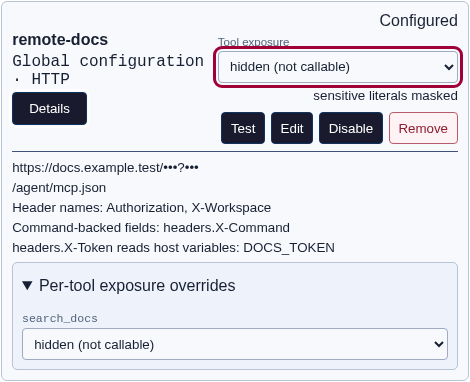 Configured
remote-docs
Tool exposure
Global configuration
· HTTP
hidden (not callable)
Details
sensitive literals masked
Test Edit Disable Remove
https://docs.example.test/•••?•••
/agent/mcp.json
Header names: Authorization, X-Workspace
Command-backed fields: headers.X-Command
headers.X-Token reads host variables: DOCS_TOKEN
▼ Per-tool exposure overrides
search_docs
hidden (not callable)